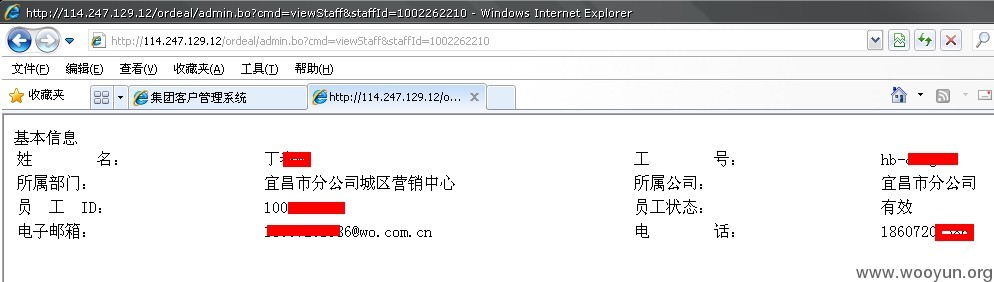 http://114.247.129.12/ordeal/admin.bo?cmd=viewStaff&staffId=1002262210 - Windows Internet Explorer
http://114.247.129.12/ordeal/admin.bo?cmd=viewStaff&staffId=1002262210
文件(F) 编辑(E) 查看(V) 收藏夹(A) 工具(T) 帮助(H)
收藏夹 集团客户管理系统 http://114.247.129.12/o...
基本信息
姓 名: 丁 工 号: hb-
所属部门: 宜昌市分公司城区营销中心 所属公司: 宜昌市分公司
员 工 ID: 100 员工状态: 有效
电子邮箱: 36@wo.com.cn 电 话: 1860720
www.wooyun.org